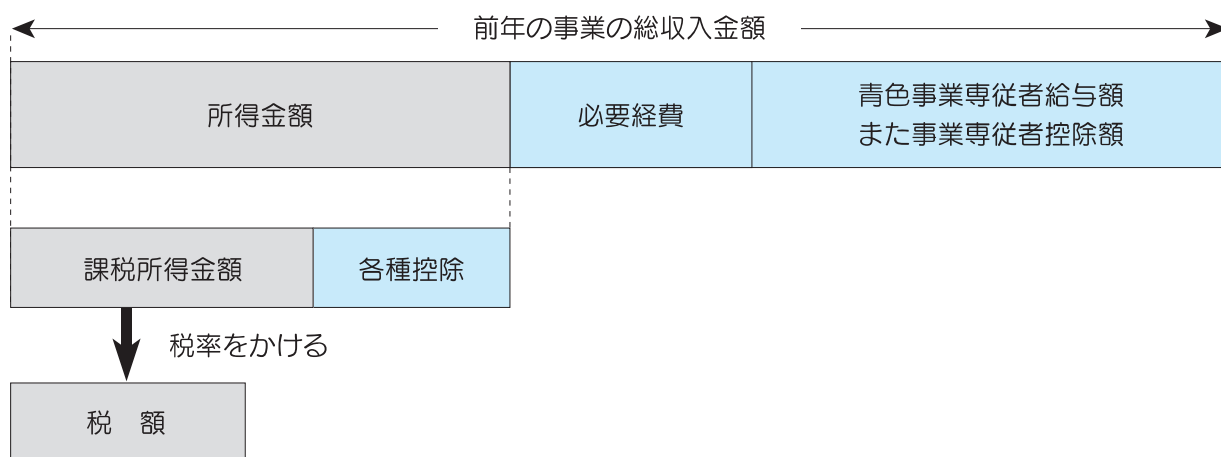 前年の事業の総収入金額
所得金額
必要経費
青色事業専従者給与額
また事業専従者控除額
課税所得金額
各種控除
税率をかける
税　額